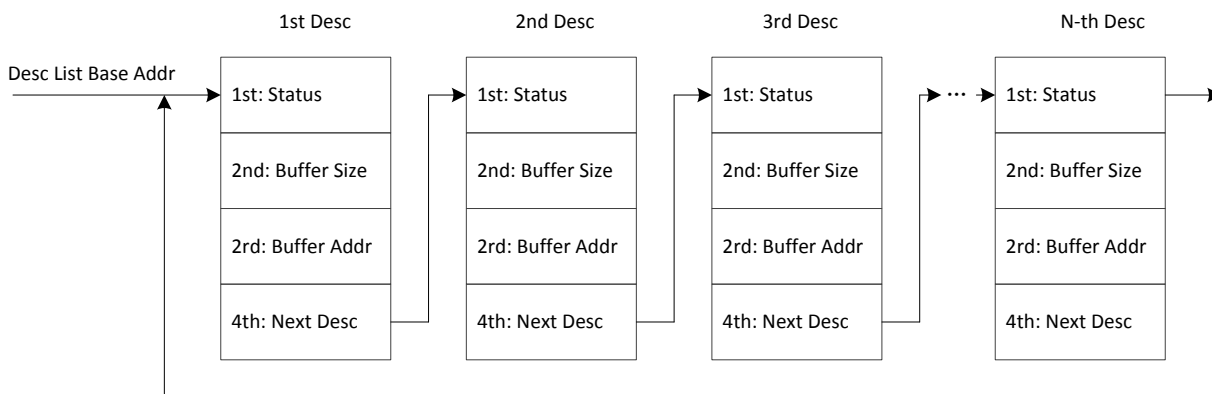 1st Desc
2nd Desc
3rd Desc
N-th Desc
Desc List Base Addr
1st: Status
1st: Status
1st: Status
...
1st: Status
2nd: Buffer Size
2nd: Buffer Size
2nd: Buffer Size
2nd: Buffer Size
2rd: Buffer Addr
2rd: Buffer Addr
2rd: Buffer Addr
2rd: Buffer Addr
4th: Next Desc
4th: Next Desc
4th: Next Desc
4th: Next Desc